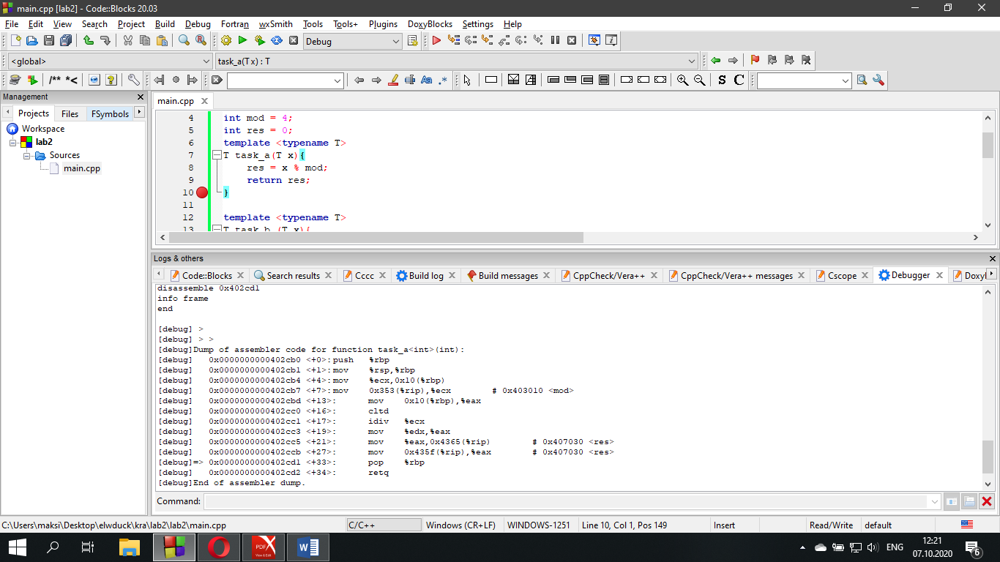 main.cpp [lab2] - Code::Blocks 20.03
File Edit View Search Project Build Debug Fortran wxSmith Tools Tools+ Plugins DoxyBlocks Settings Help
Debug
<global> task_a(T x) : T
/** *< Aa .* S C
Management
Projects Files FSymbols
Workspace
lab2
Sources
main.cpp
main.cpp
4 int mod = 4;
5 int res = 0;
6 template <typename T>
7 T task_a(T x){
8 res = x % mod;
9 return res;
10 }
11
12 template <typename T>
13 T task_b (T x){
Logs & others
Code::Blocks Search results Cccc Build log Build messages CppCheck/Vera++ CppCheck/Vera++ messages Cscope Debugger Doxyl
disassemble 0x402cd1
info frame
end
[debug] >
[debug] > >
[debug]Dump of assembler code for function task_a<int>(int):
[debug] 0x0000000000402cb0 <+0>: push %rbp
[debug] 0x0000000000402cb1 <+1>: mov %rsp,%rbp
[debug] 0x0000000000402cb4 <+4>: mov %ecx,0x10(%rbp)
[debug] 0x0000000000402cb7 <+7>: mov 0x353(%rip),%ecx # 0x403010 <mod>
[debug] 0x0000000000402cbd <+13>: mov 0x10(%rbp),%eax
[debug] 0x0000000000402cc0 <+16>: cltd
[debug] 0x0000000000402cc1 <+17>: idiv %ecx
[debug] 0x0000000000402cc3 <+19>: mov %edx,%eax
[debug] 0x0000000000402cc5 <+21>: mov %eax,0x4365(%rip) # 0x407030 <res>
[debug] 0x0000000000402ccb <+27>: mov 0x435f(%rip),%eax # 0x407030 <res>
[debug]=> 0x0000000000402cd1 <+33>: pop %rbp
[debug] 0x0000000000402cd2 <+34>: retq
[debug]End of assembler dump.
Command:
C:\Users\maksi\Desktop\elwduck\kra\lab2\lab2\main.cpp C/C++ Windows (CR+LF) WINDOWS-1251 Line 10, Col 1, Pos 149 Insert Read/Write default
PDF X View & Edit W ENG 12:21
07.10.2020 6